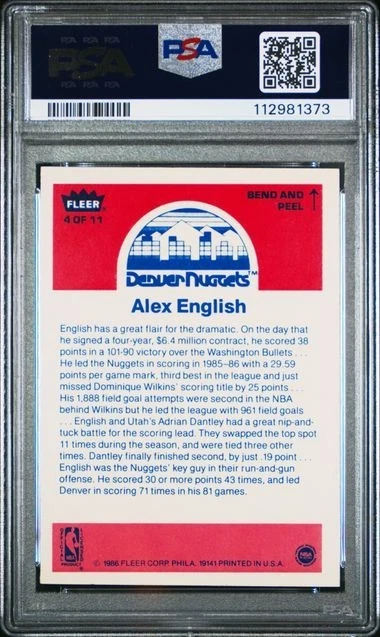 PSA
PSA
112981373
FLEER
4 OF 11
BEND AND
PEEL
Denver Nuggets™
Alex English
English has a great flair for the dramatic. On the day that
he signed a four-year, $6.4 million contract, he scored 38
points in a 101-90 victory over the Washington Bullets . . .
He led the Nuggets in scoring in 1985–86 with a 29.59
points per game mark, third best in the league and just
missed Dominique Wilkins' scoring title by 25 points . . .
His 1,888 field goal attempts were second in the NBA
behind Wilkins but he led the league with 961 field goals
. . . English and Utah's Adrian Dantley had a great nip-and-
tuck battle for the scoring lead. They swapped the top spot
11 times during the season, and were tied three other
times. Dantley finally finished second, by just .19 point . . .
English was the Nuggets' key guy in their run-and-gun
offense. He scored 30 or more points 43 times, and led
Denver in scoring 71 times in his 81 games.
OFFICIAL NBA LICENSED PRODUCT
© 1986 FLEER CORP. PHILA. 19141 PRINTED IN U.S.A.
NBA